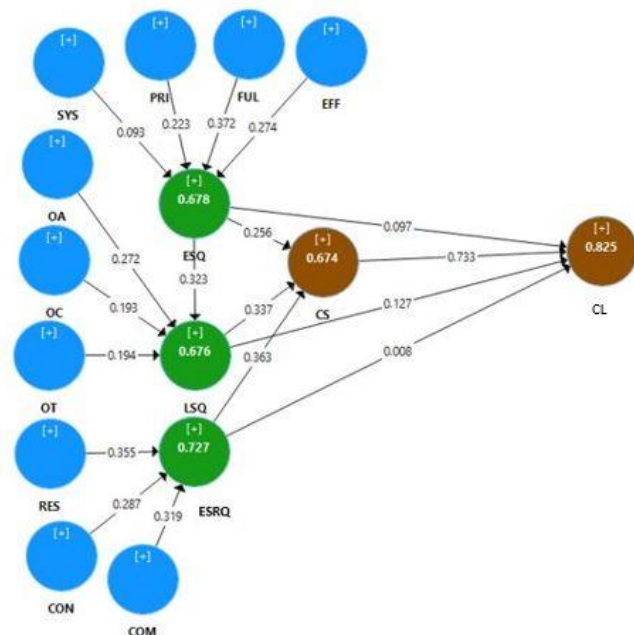 [+]
[+]
[+]
[+]
SYS
PRI
FUL
EFF
0.093
0.223
0.372
0.274
[+]
OA
[+]
0.678
ESQ
0.097
0.256
[+]
0.674
CS
0.733
[+]
0.825
CL
0.272
0.323
[+]
OC
0.193
0.337
0.127
[+]
OT
0.194
[+]
0.676
LSQ
0.363
0.008
[+]
RES
0.355
[+]
0.727
ESRQ
0.287
0.319
[+]
CON
[+]
COM